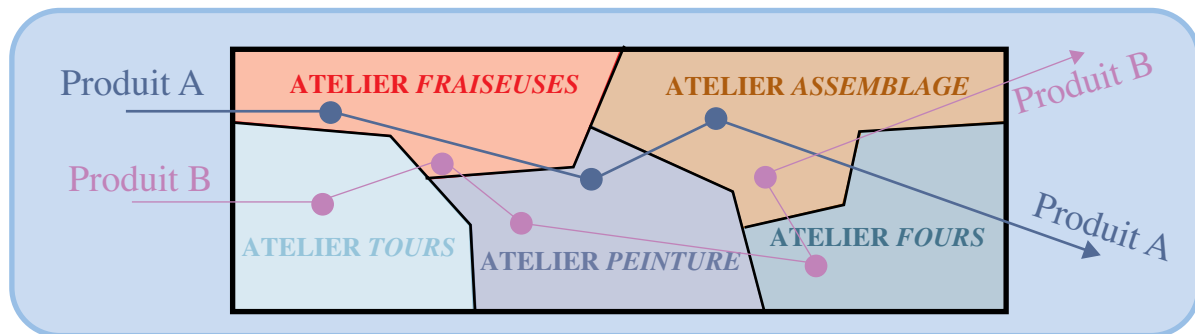 Produit A
ATELIER FRAISEUSES
ATELIER ASSEMBLAGE
Produit B
Produit B
ATELIER TOURS
ATELIER PEINTURE
ATELIER FOURS
Produit A